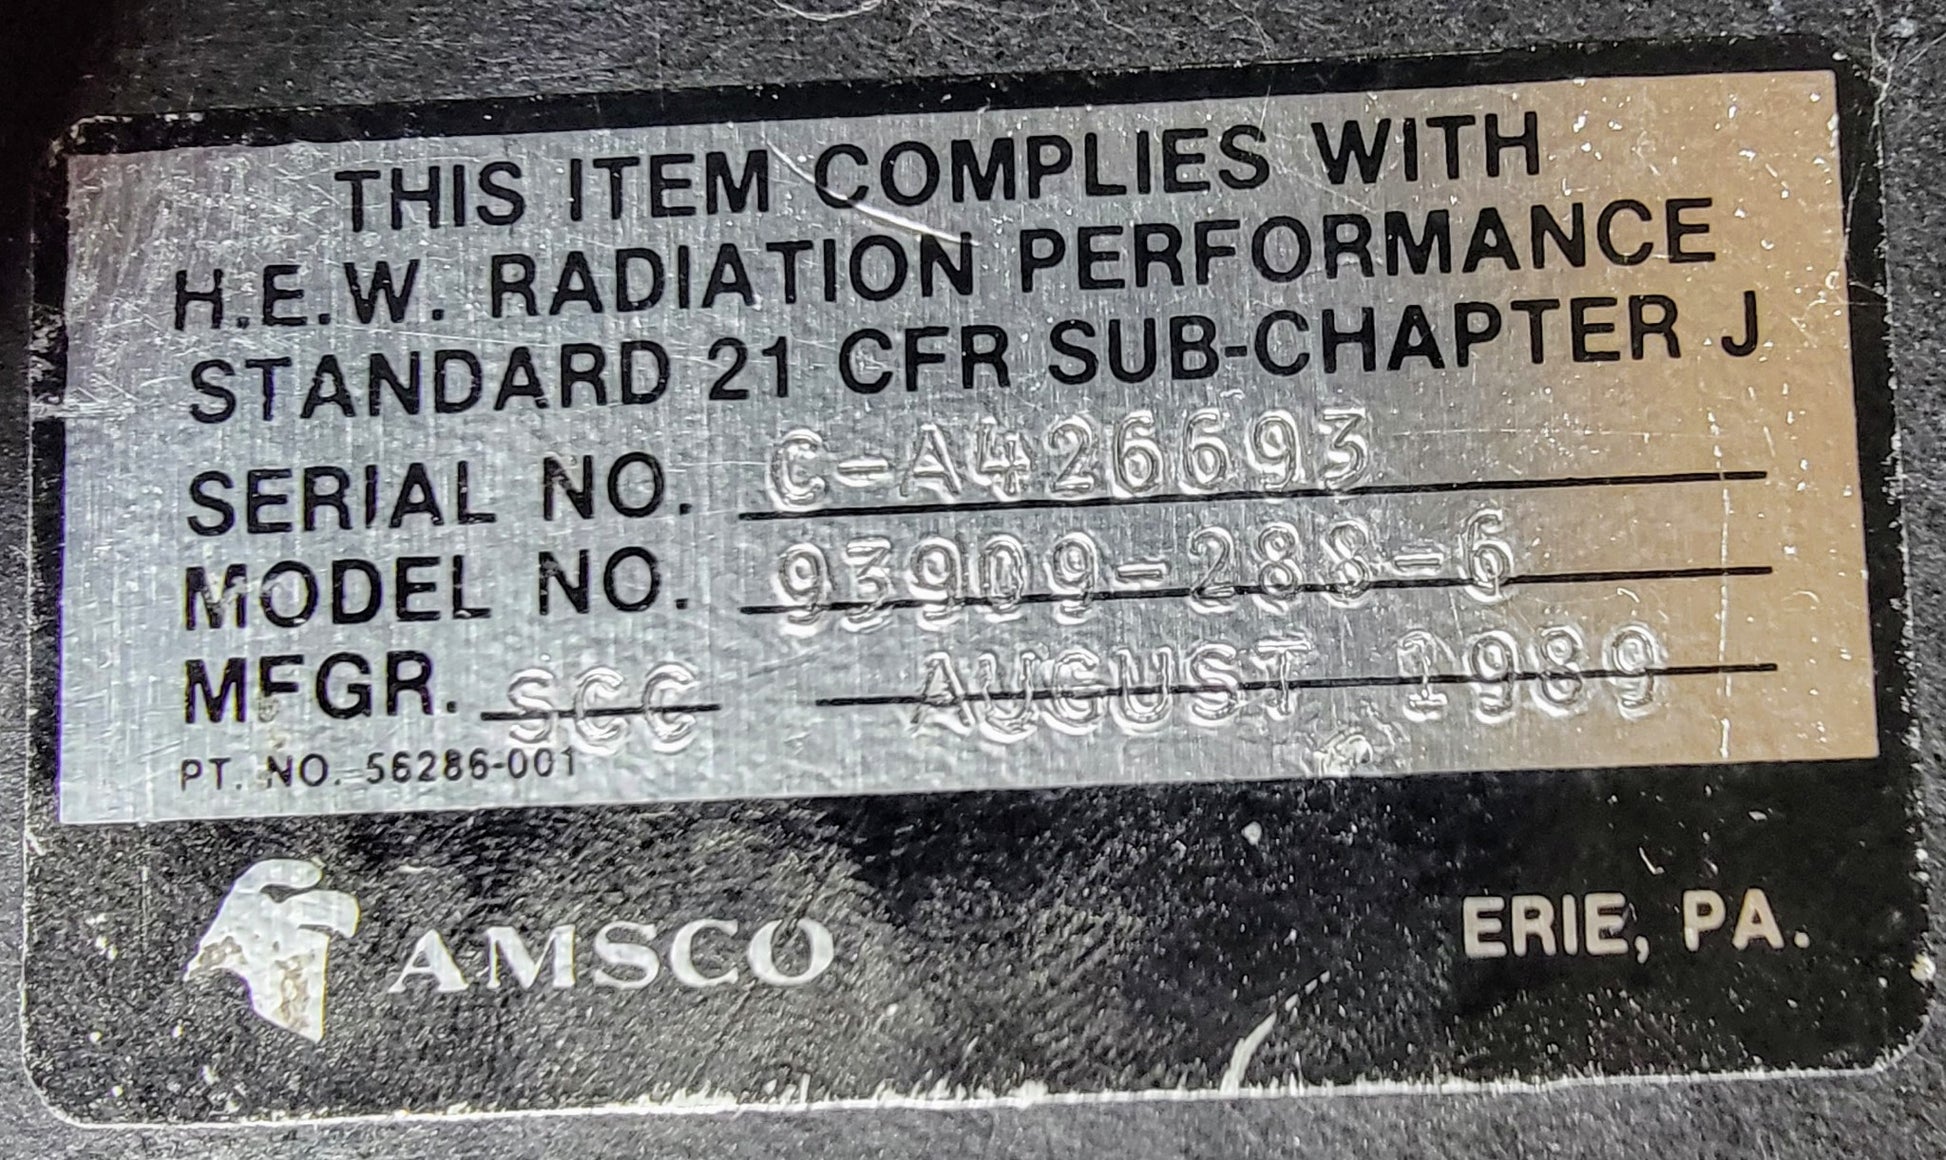 THIS ITEM COMPLIES WITH
H.E.W. RADIATION PERFORMANCE
STANDARD 21 CFR SUB-CHAPTER J
SERIAL NO. C-A426693
MODEL NO. 93909-288-6
MFGR. SCC AUGUST 1989
PT. NO. 56286-001
AMSCO ERIE, PA.